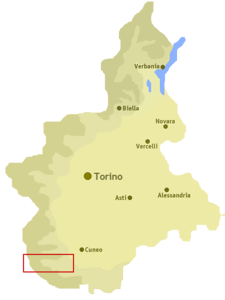 Verbania
Biella
Novara
Vercelli
Torino
Asti
Alessandria
Cuneo